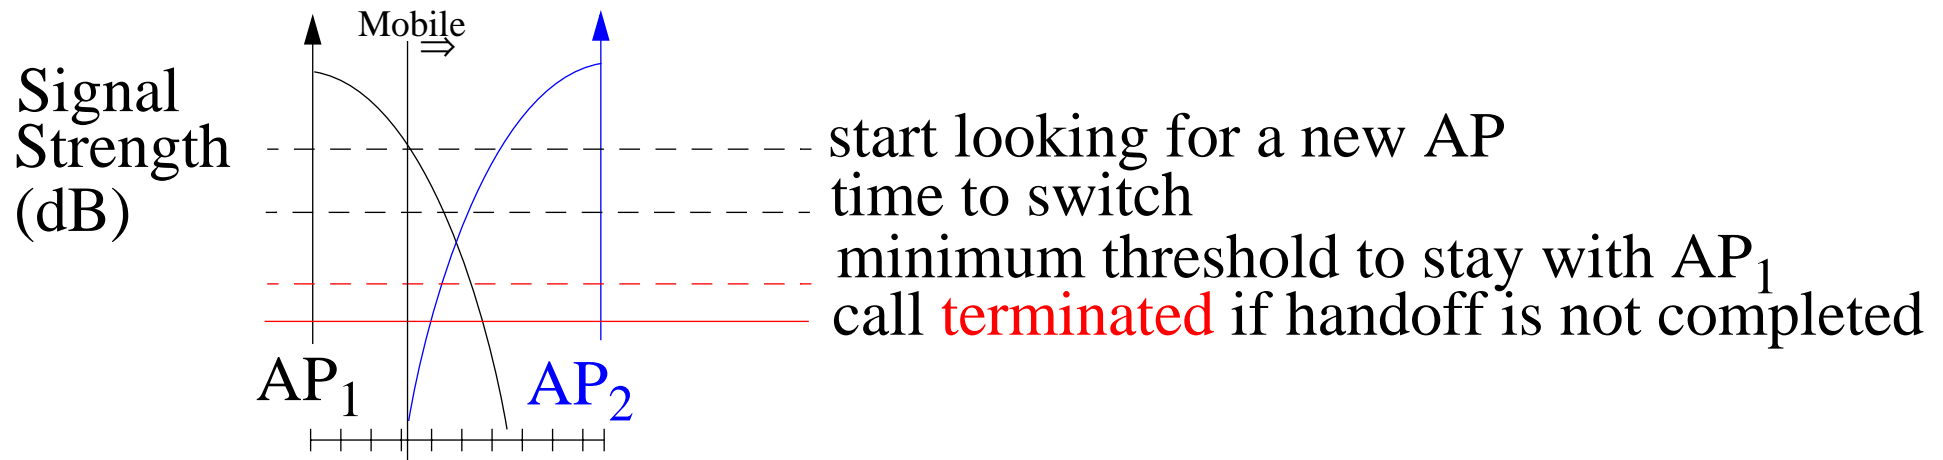 Mobile
⇒
Signal
Strength
(dB)
start looking for a new AP
time to switch
minimum threshold to stay with AP1
call terminated if handoff is not completed
AP1
AP2